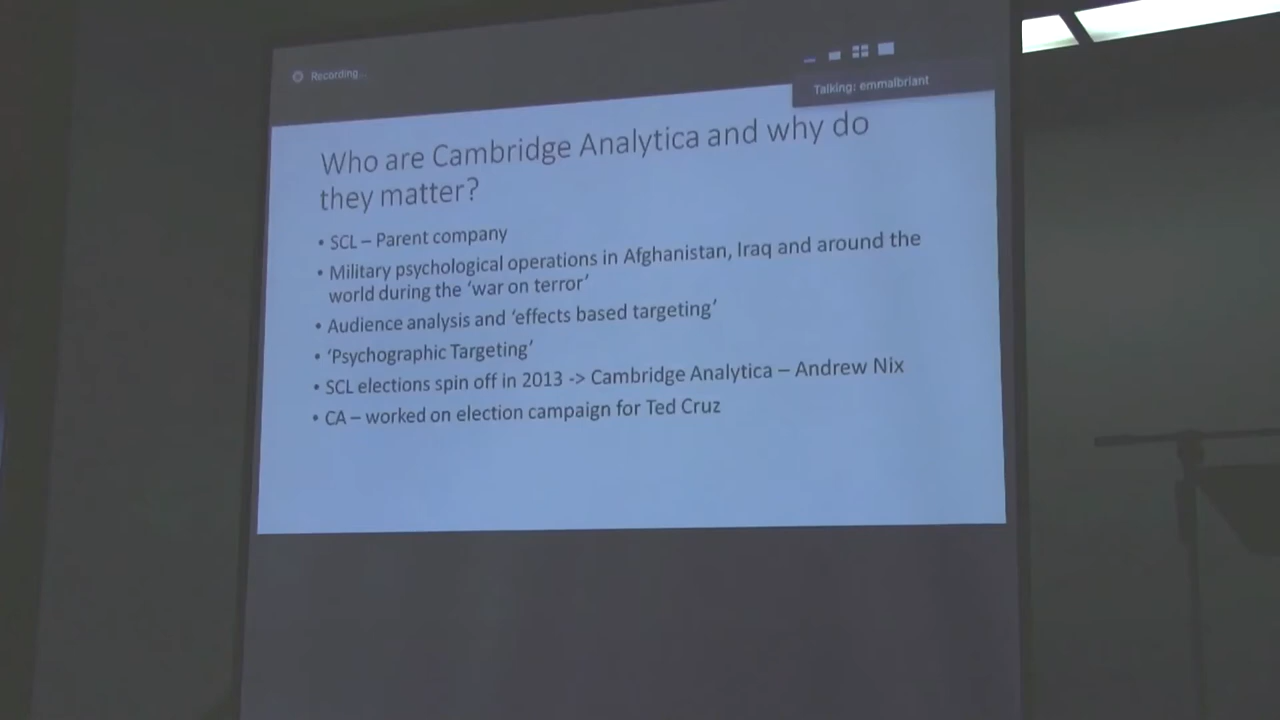 Recording...
Talking: emmalbriant
Who are Cambridge Analytica and why do
they matter?
• SCL – Parent company
• Military psychological operations in Afghanistan, Iraq and around the
world during the ‘war on terror’
• Audience analysis and ‘effects based targeting’
• ‘Psychographic Targeting’
• SCL elections spin off in 2013 -> Cambridge Analytica – Andrew Nix
• CA – worked on election campaign for Ted Cruz